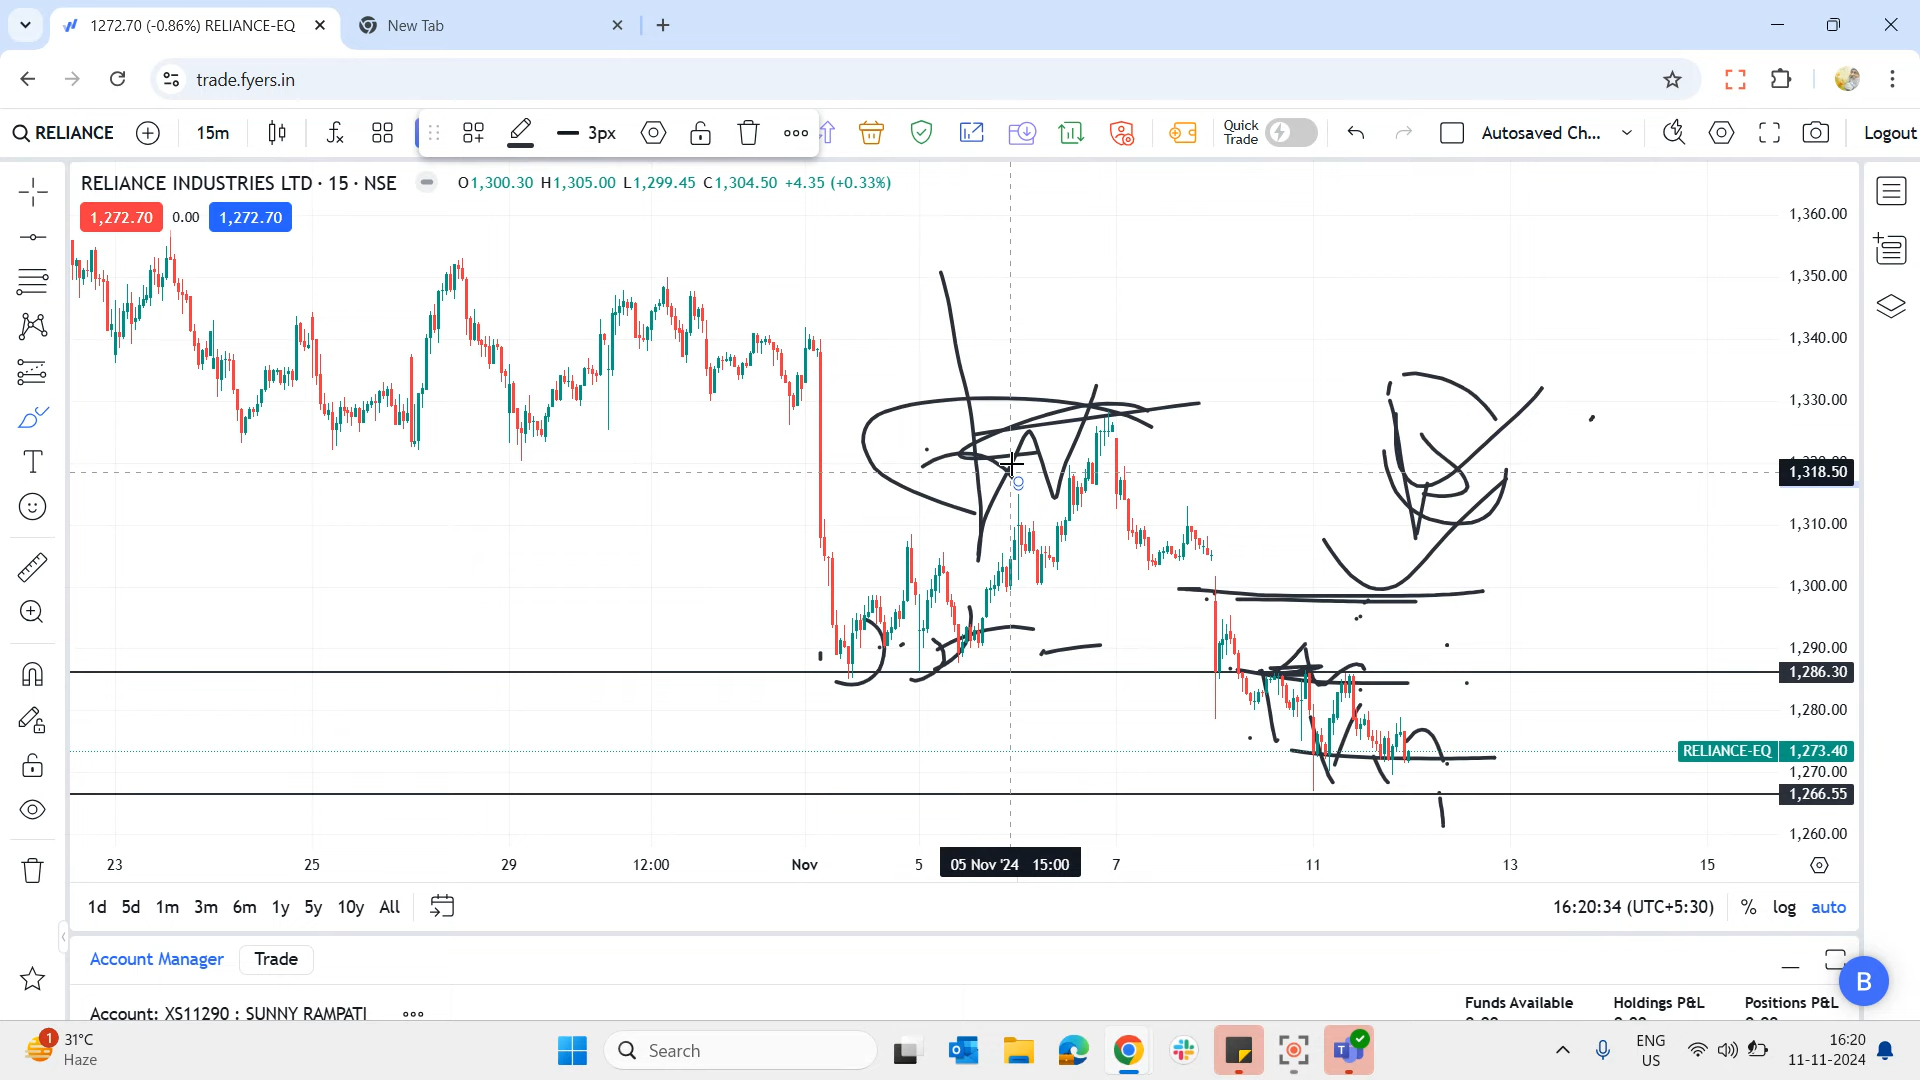 1272.70 (-0.86%) RELIANCE-EQ
New Tab
trade.fyers.in
RELIANCE
15m
3px
Quick Trade
Autosaved Ch...
Logout
RELIANCE INDUSTRIES LTD · 15 · NSE
O1,300.30 H1,305.00 L1,299.45 C1,304.50 +4.35 (+0.33%)
1,272.70 0.00 1,272.70
1,360.00
1,350.00
1,340.00
1,330.00
1,318.50
1,310.00
1,300.00
1,290.00
1,286.30
1,280.00
RELIANCE-EQ 1,273.40
1,270.00
1,266.55
1,260.00
23 25 29 12:00 Nov 5 05 Nov '24 15:00 7 11 13 15
1d 5d 1m 3m 6m 1y 5y 10y All
16:20:34 (UTC+5:30) % log auto
Account Manager Trade
B
Account: XS11290 : SUNNY RAMPATI
Funds Available Holdings P&L Positions P&L
1
31°C
Haze
Search
ENG
US
16:20
11-11-2024